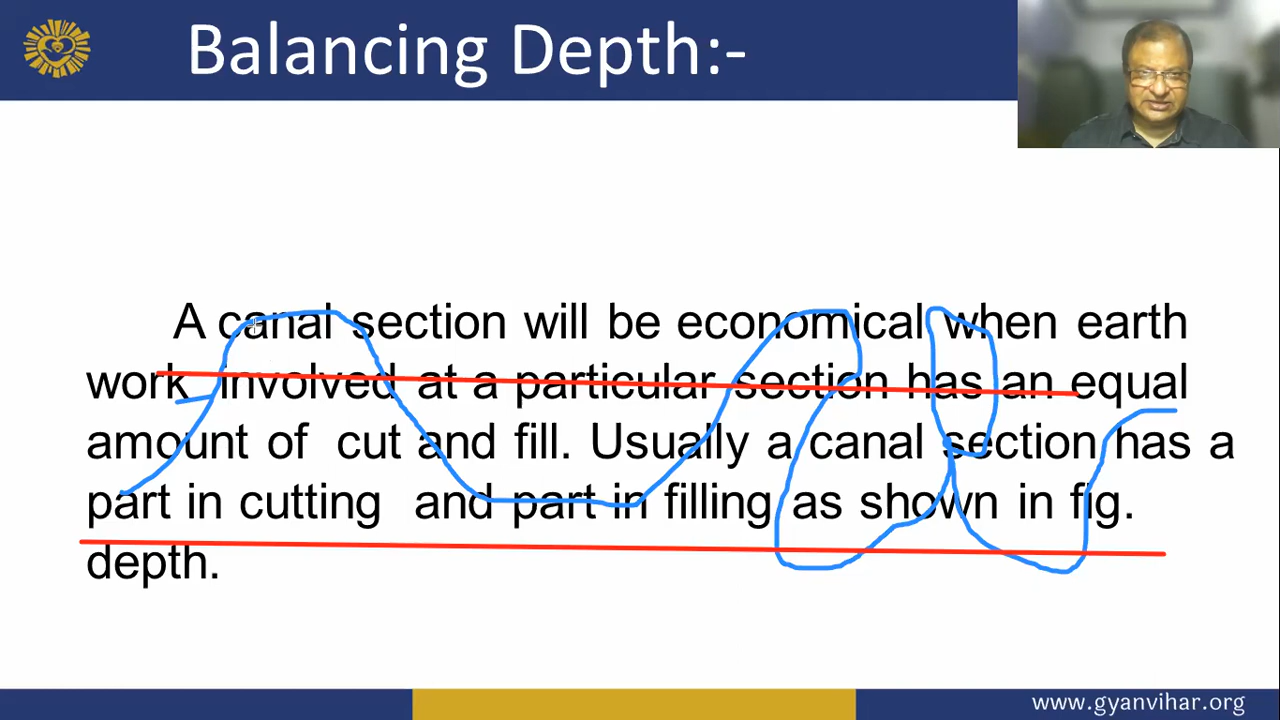 Balancing Depth:-
A canal section will be economical when earth
work involved at a particular section has an equal
amount of cut and fill. Usually a canal section has a
part in cutting and part in filling as shown in fig.
depth.
www.gyanvihar.org